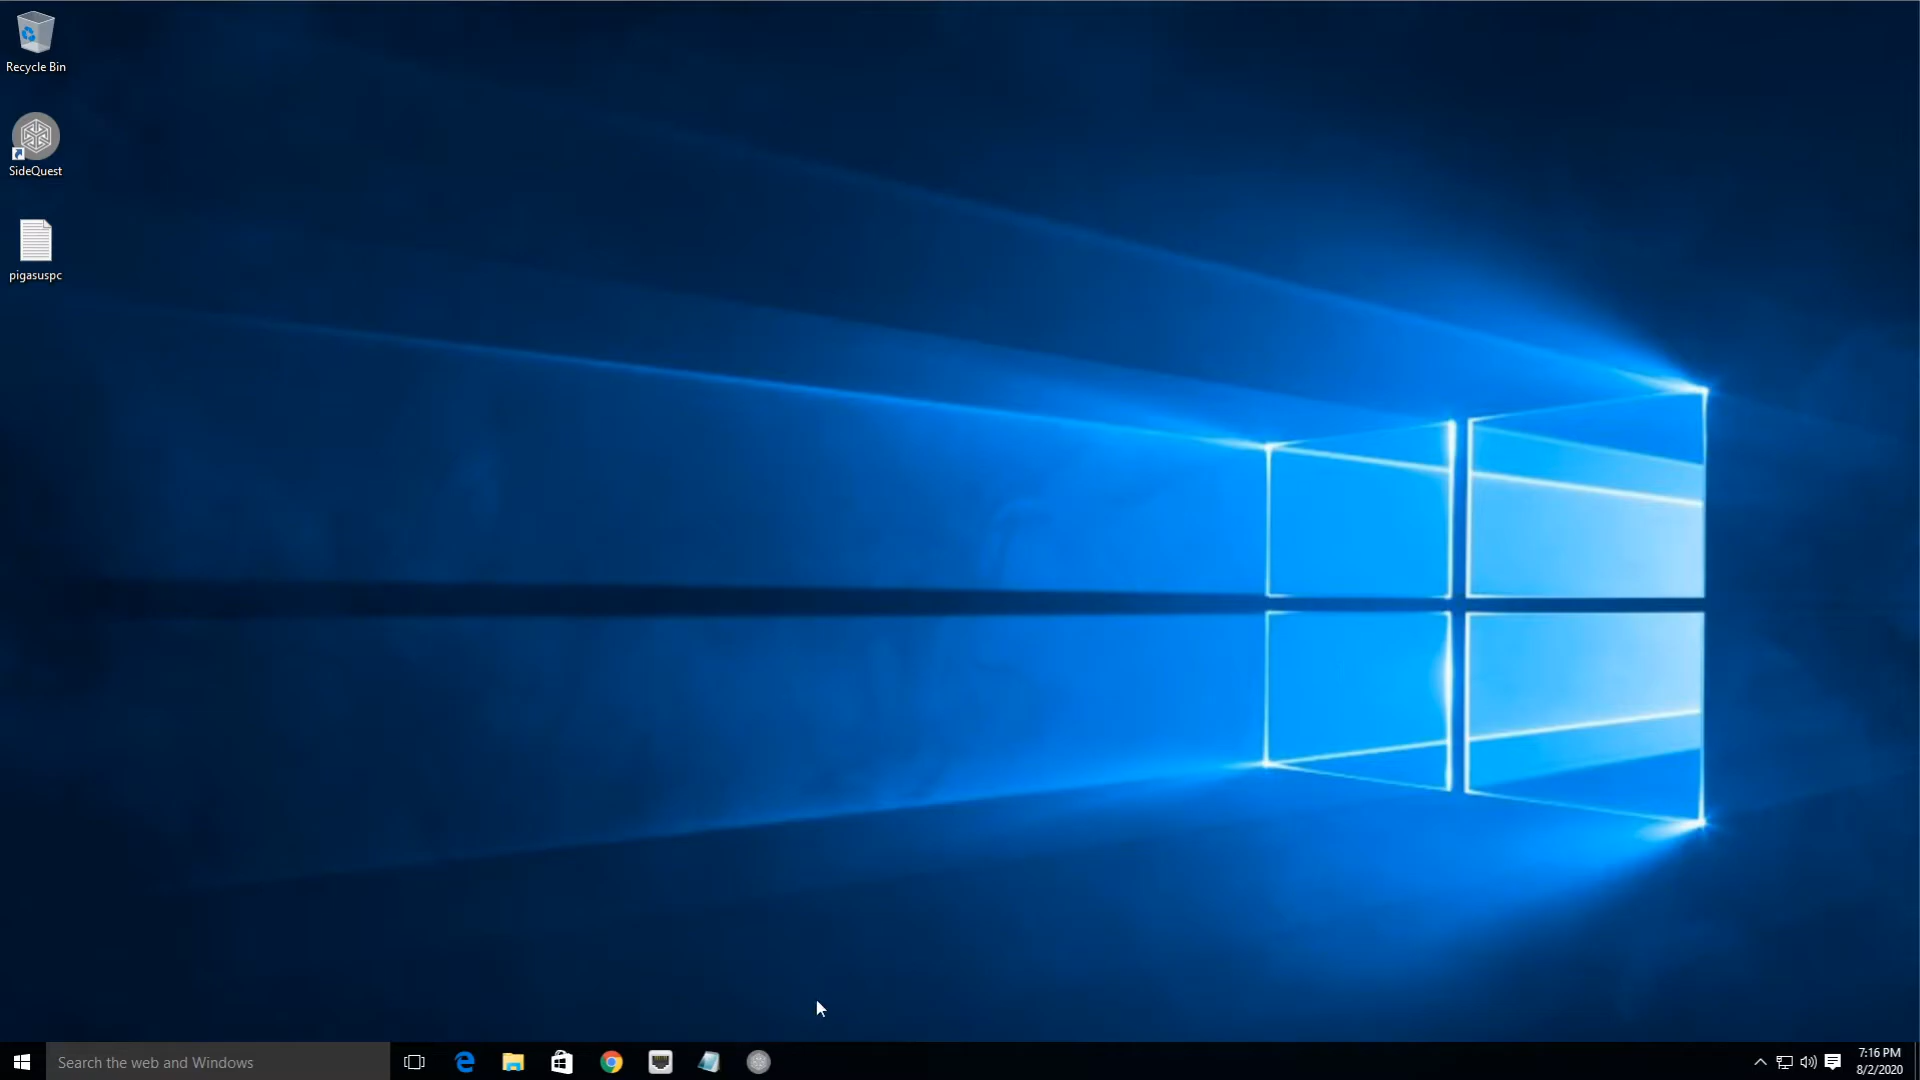 Recycle Bin
SideQuest
pigasuspc
Search the web and Windows
7:16 PM
8/2/2020